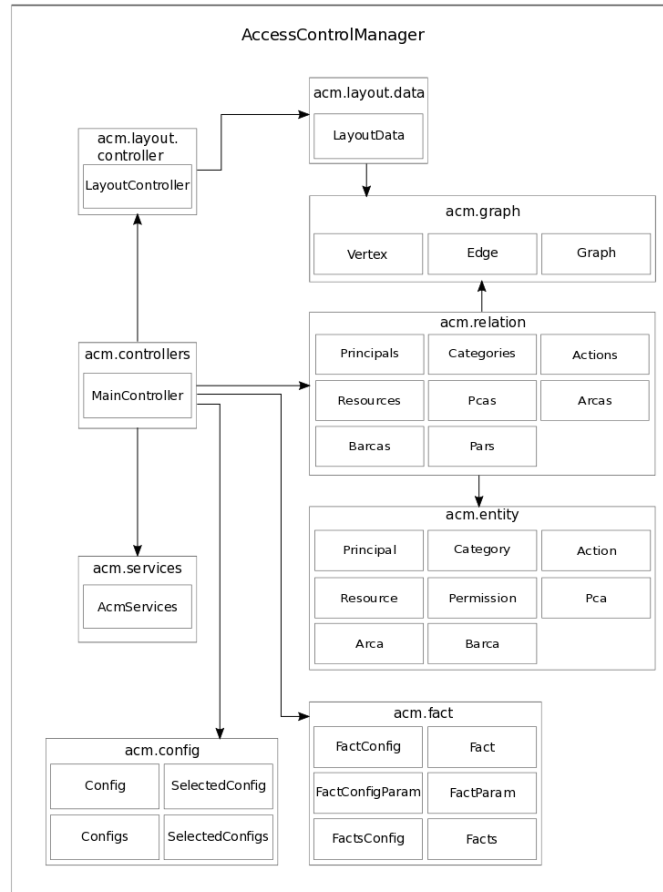 AccessControlManager
acm.layout.data
LayoutData
acm.layout.
controller
LayoutController
acm.graph
Vertex
Edge
Graph
acm.relation
Principals
Categories
Actions
Resources
Pcas
Arcas
Barcas
Pars
acm.controllers
MainController
acm.entity
Principal
Category
Action
Resource
Permission
Pca
Arca
Barca
acm.services
AcmServices
acm.fact
FactConfig
Fact
FactConfigParam
FactParam
FactsConfig
Facts
acm.config
Config
SelectedConfig
Configs
SelectedConfigs